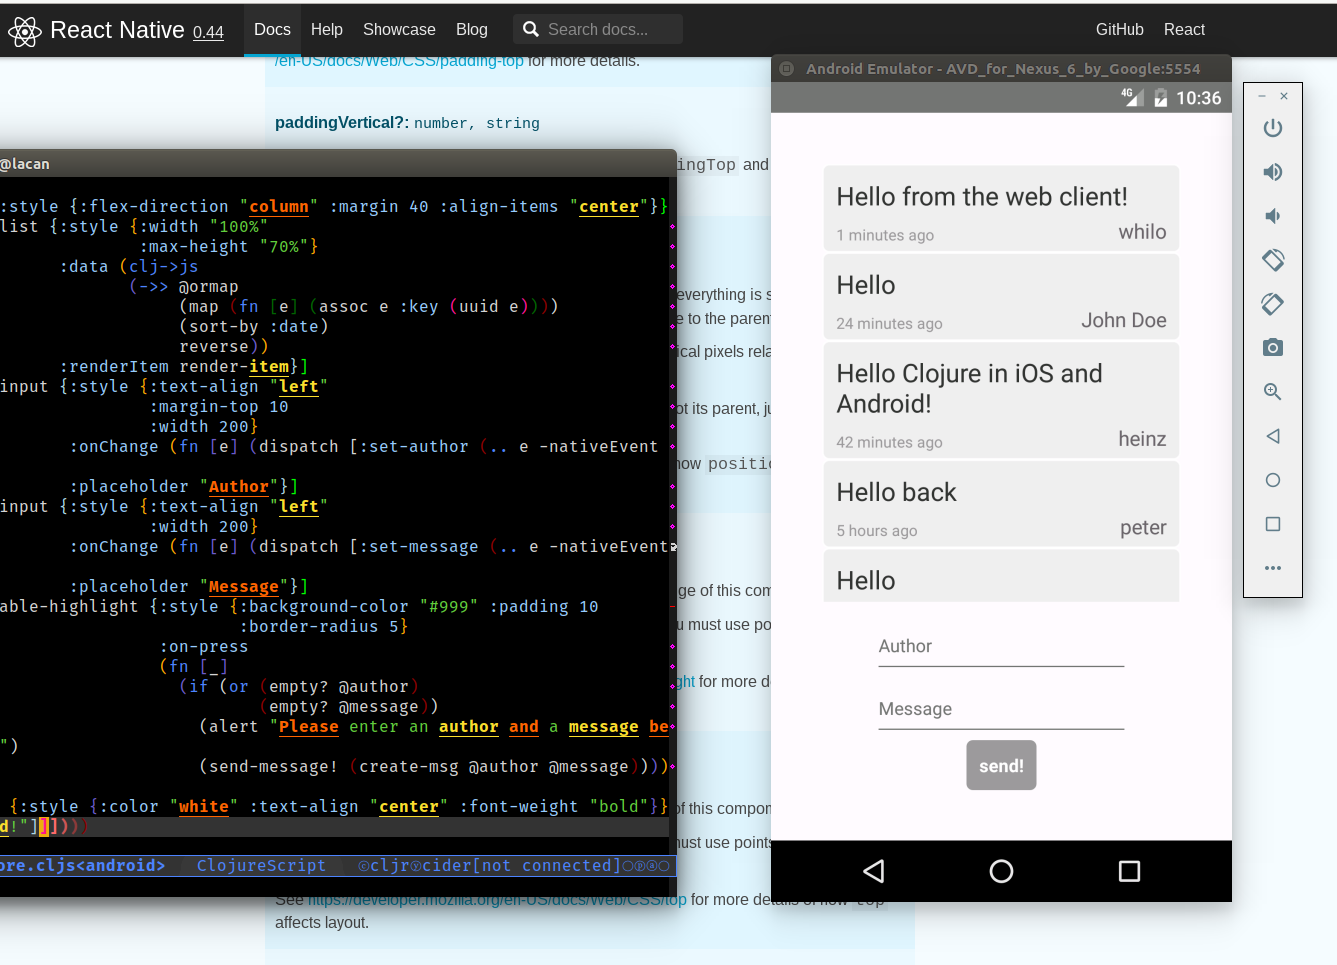 React Native 0.44 Docs Help Showcase Blog Search docs... GitHub React
/en-US/docs/Web/CSS/padding-top for more details.
paddingVertical?: number, string
ingTop and
everything is s
e to the paren
ical pixels rela
ot its parent, ju
now positio
ge of this com
u must use po
ght for more d
of this compon
nust use points
See https://developer.mozilla.org/en-US/docs/Web/CSS/top for more details of how top
affects layout.
@lacan
:style {:flex-direction "column" :margin 40 :align-items "center"}}
list {:style {:width "100%"
:max-height "70%"}
:data (clj->js
(->> @ormap
(map (fn [e] (assoc e :key (uuid e))))
(sort-by :date)
reverse))
:renderItem render-item}]
input {:style {:text-align "left"
:margin-top 10
:width 200}
:onChange (fn [e] (dispatch [:set-author (.. e -nativeEvent
:placeholder "Author"}]
input {:style {:text-align "left"
:width 200}
:onChange (fn [e] (dispatch [:set-message (.. e -nativeEvent
:placeholder "Message"}]
able-highlight {:style {:background-color "#999" :padding 10
:border-radius 5}
:on-press
(fn [_]
(if (or (empty? @author)
(empty? @message))
(alert "Please enter an author and a message be
")
(send-message! (create-msg @author @message))))
{:style {:color "white" :text-align "center" :font-weight "bold"}}
d!"]]])))
ore.cljs<android> ClojureScript cljr cider[not connected]
Android Emulator - AVD_for_Nexus_6_by_Google:5554
4G 10:36
Hello from the web client!
1 minutes ago whilo
Hello
24 minutes ago John Doe
Hello Clojure in iOS and
Android!
42 minutes ago heinz
Hello back
5 hours ago peter
Hello
Author
Message
send!